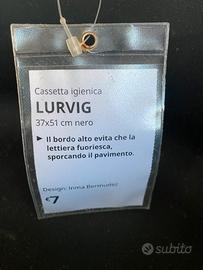 Cassetta igienica
LURVIG
37x51 cm nero
► Il bordo alto evita che la
lettiera fuoriesca,
sporcando il pavimento.
Design: Inma Bermudez
€7
subito